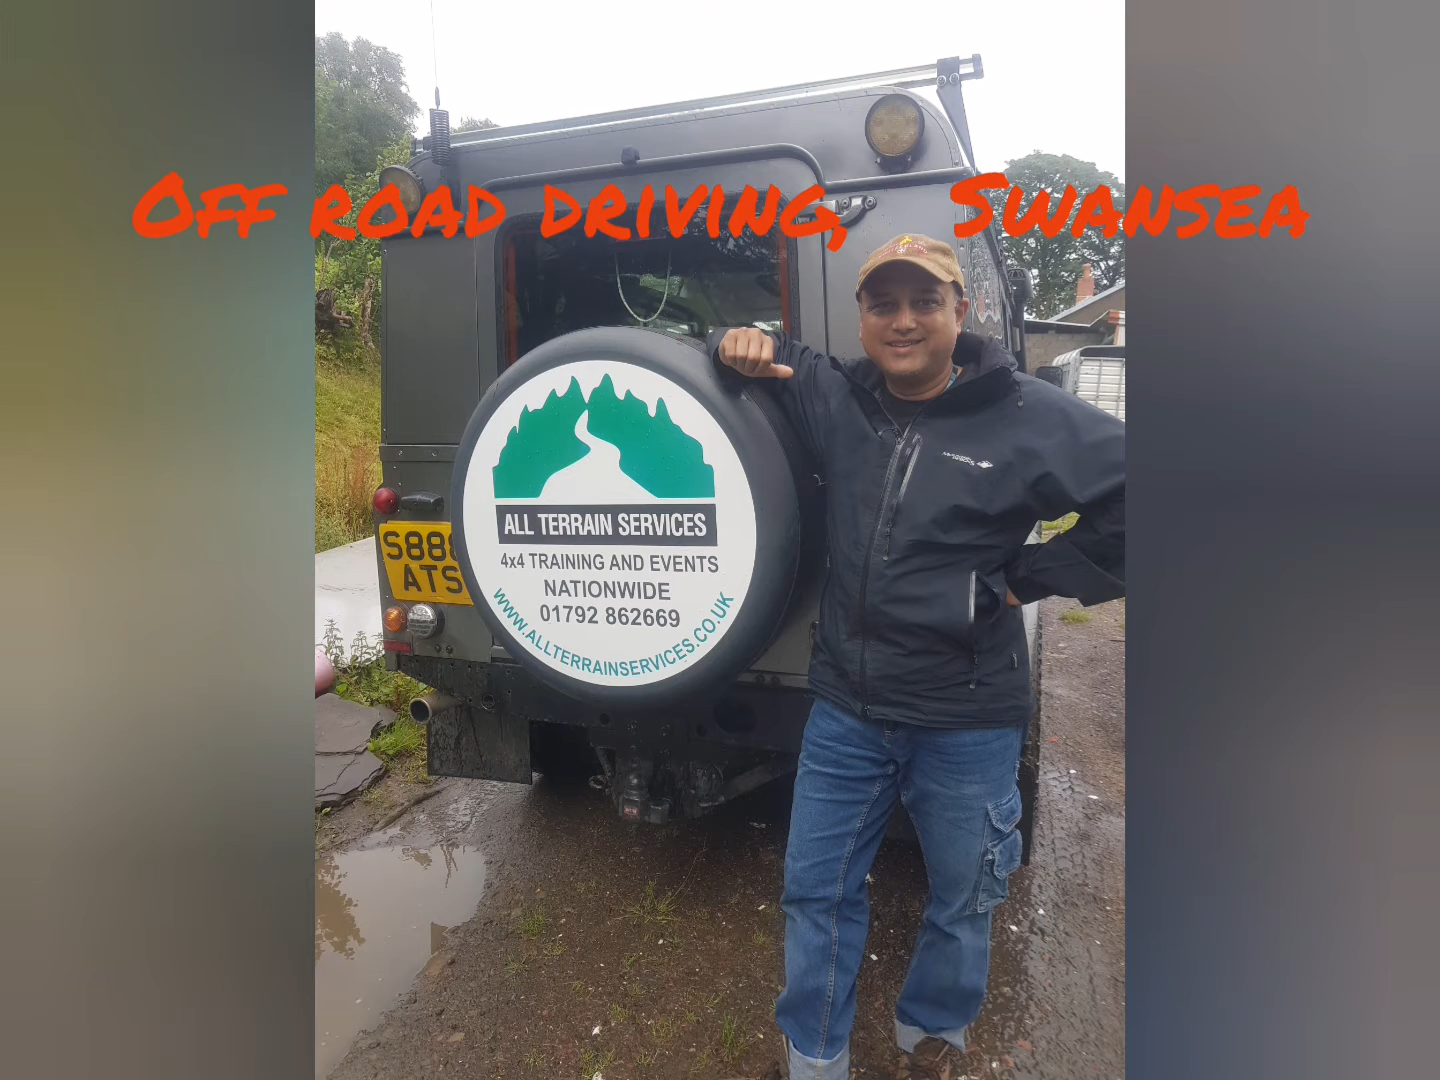 Off road driving, Swansea
ALL TERRAIN SERVICES
4x4 TRAINING AND EVENTS
NATIONWIDE
01792 862669
WWW.ALLTERRAINSERVICES.CO.UK
S888
ATS